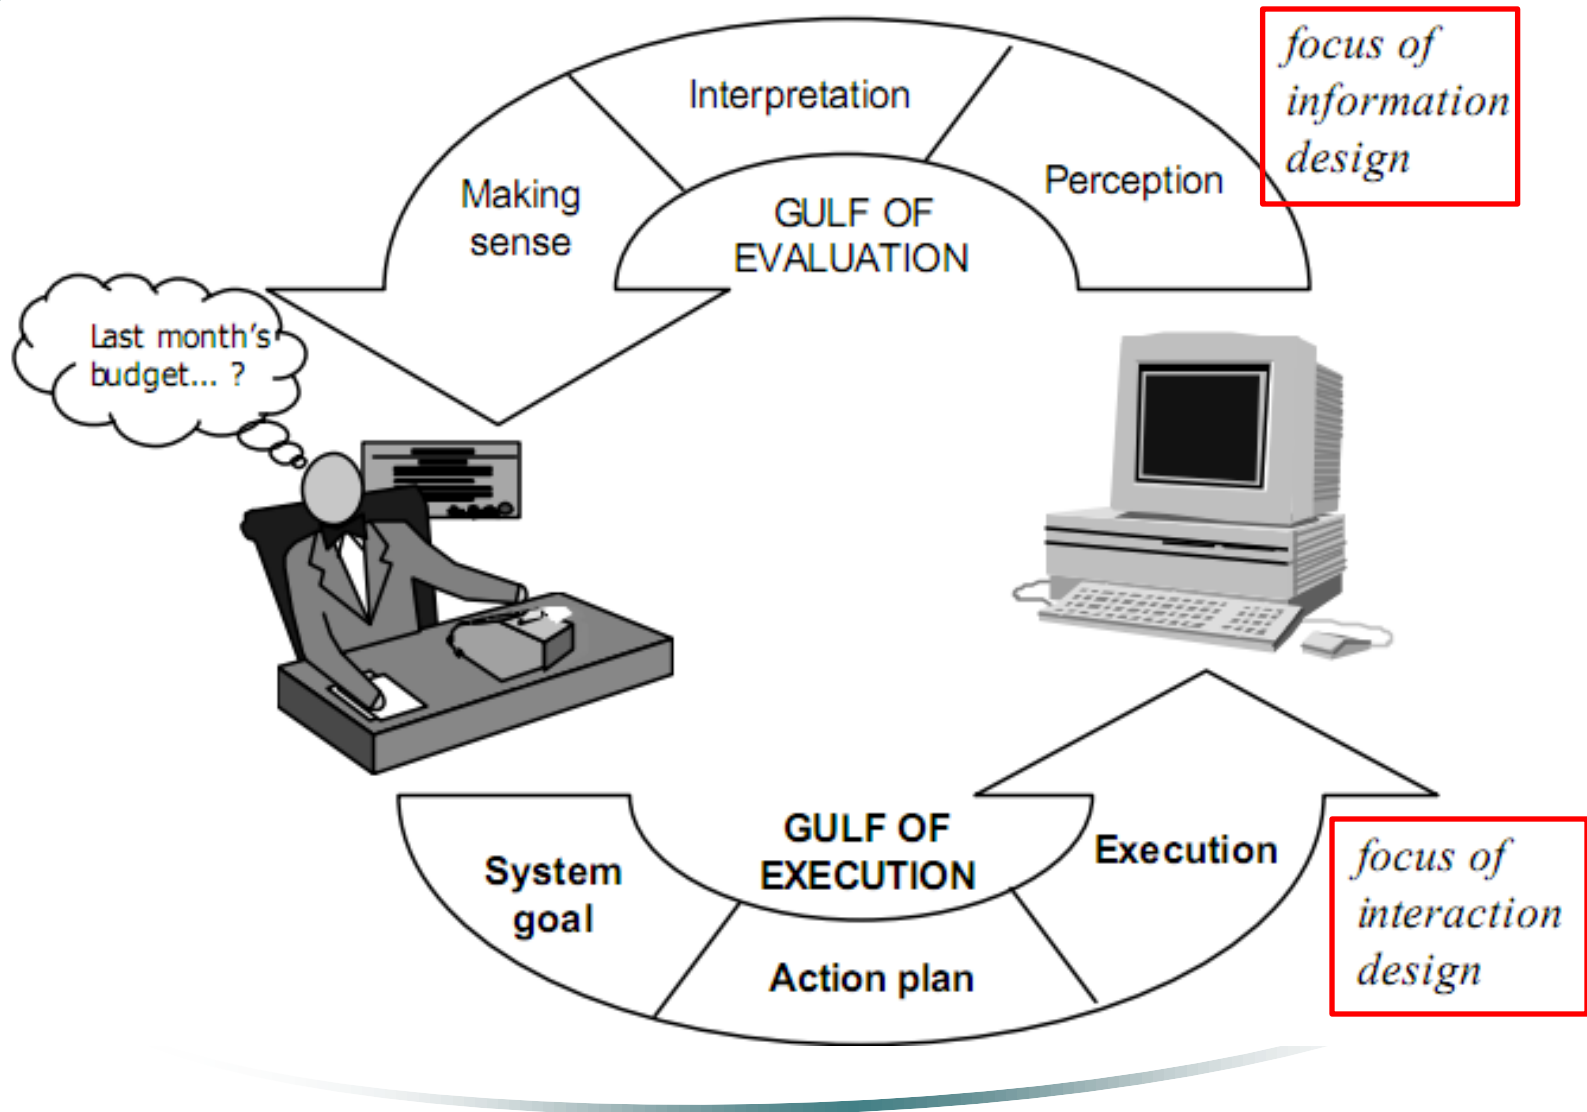 focus of
information
design
Interpretation
Perception
Making
sense
GULF OF
EVALUATION
Last month's
budget... ?
GULF OF
EXECUTION
Execution
System
goal
Action plan
focus of
interaction
design